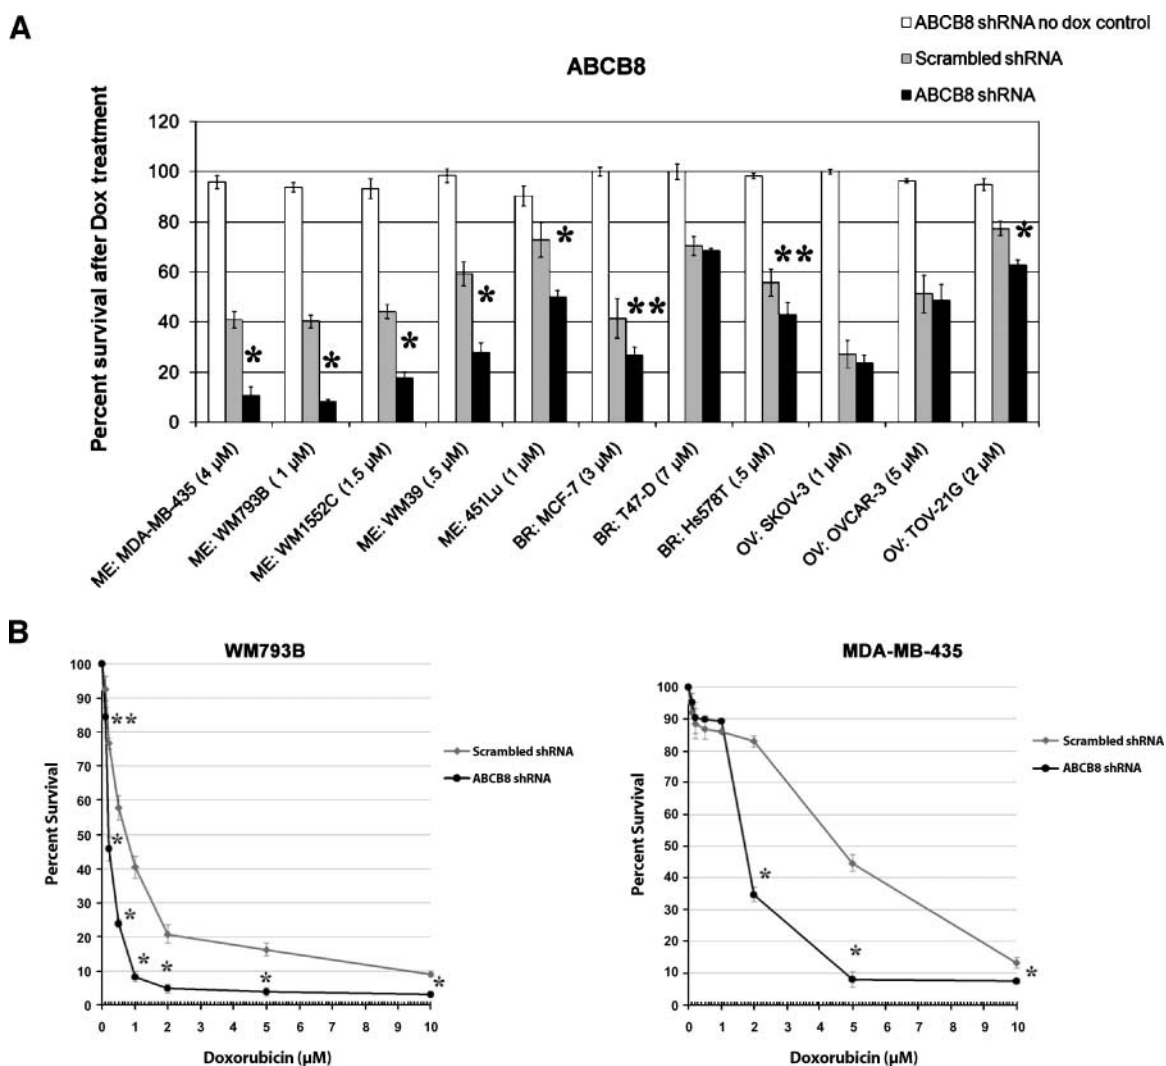 A
ABCB8 shRNA no dox control
Scrambled shRNA
ABCB8 shRNA
ABCB8
Percent survival after Dox treatment
120
100
80
60
40
20
0
* * * * * ** ** *
ME: MDA-MB-435 (4 µM)
ME: WM793B ( 1 µM)
ME: WM1552C (1.5 µM)
ME: WM39 (.5 µM)
ME: 451Lu (1 µM)
BR: MCF-7 (3 µM)
BR: T47-D (7 µM)
BR: Hs578T (.5 µM)
OV: SKOV-3 (1 µM)
OV: OVCAR-3 (5 µM)
OV: TOV-21G (2 µM)
B
WM793B
Percent Survival
100
90
80
70
60
50
40
30
20
10
0
** * * * * * *
0 1 2 3 4 5 6 7 8 9 10
Doxorubicin (µM)
Scrambled shRNA
ABCB8 shRNA
MDA-MB-435
Percent Survival
100
90
80
70
60
50
40
30
20
10
0
* * *
0 1 2 3 4 5 6 7 8 9 10
Doxorubicin (µM)
Scrambled shRNA
ABCB8 shRNA